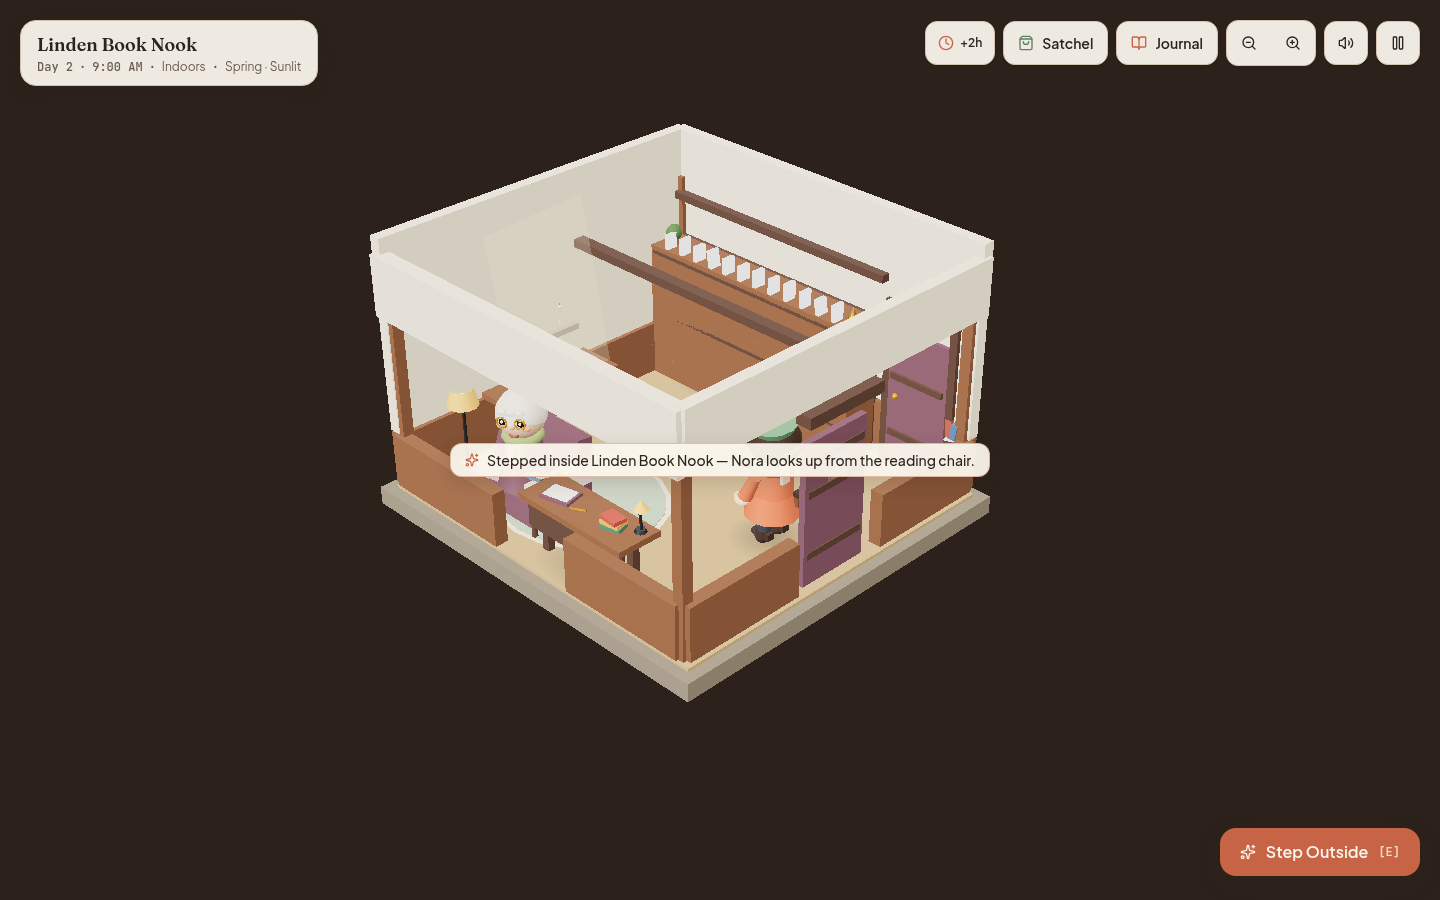 Linden Book Nook
Day 2 · 9:00 AM · Indoors · Spring · Sunlit
+2h
Satchel
Journal
Stepped inside Linden Book Nook — Nora looks up from the reading chair.
Step Outside [E]